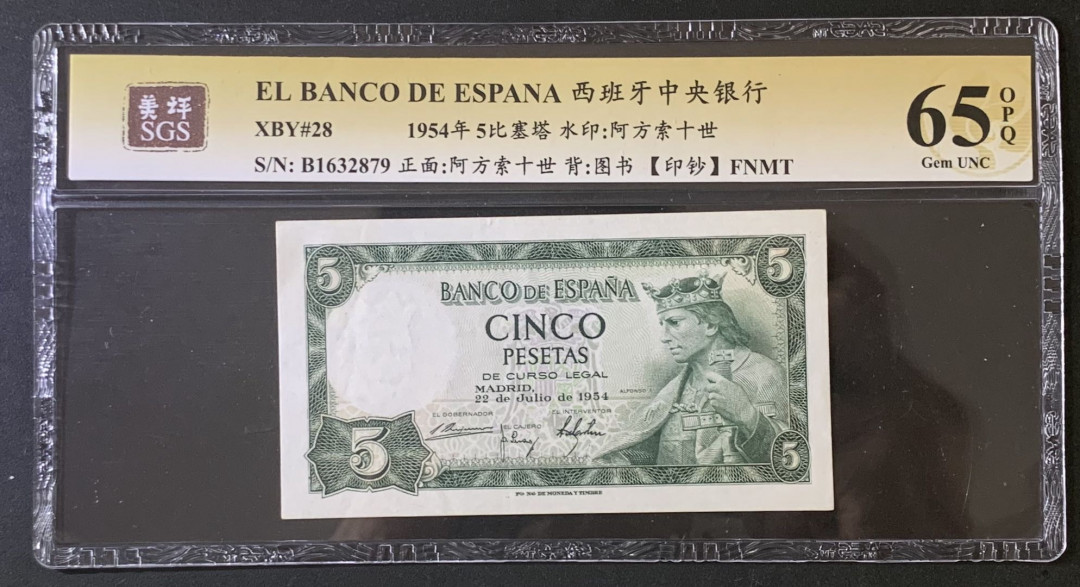 美评
SGS
EL BANCO DE ESPANA 西班牙中央银行
XBY#28 1954年 5比塞塔 水印:阿方索十世
S/N: B1632879 正面:阿方索十世 背:图书 【印钞】FNMT
65 OPQ
Gem UNC
5 5
BANCO DE ESPAÑA
CINCO
PESETAS
DE CURSO LEGAL
MADRID,
22 de Julio de 1954
EL GOBERNADOR
EL CAJERO
EL INTERVENTOR
5 5